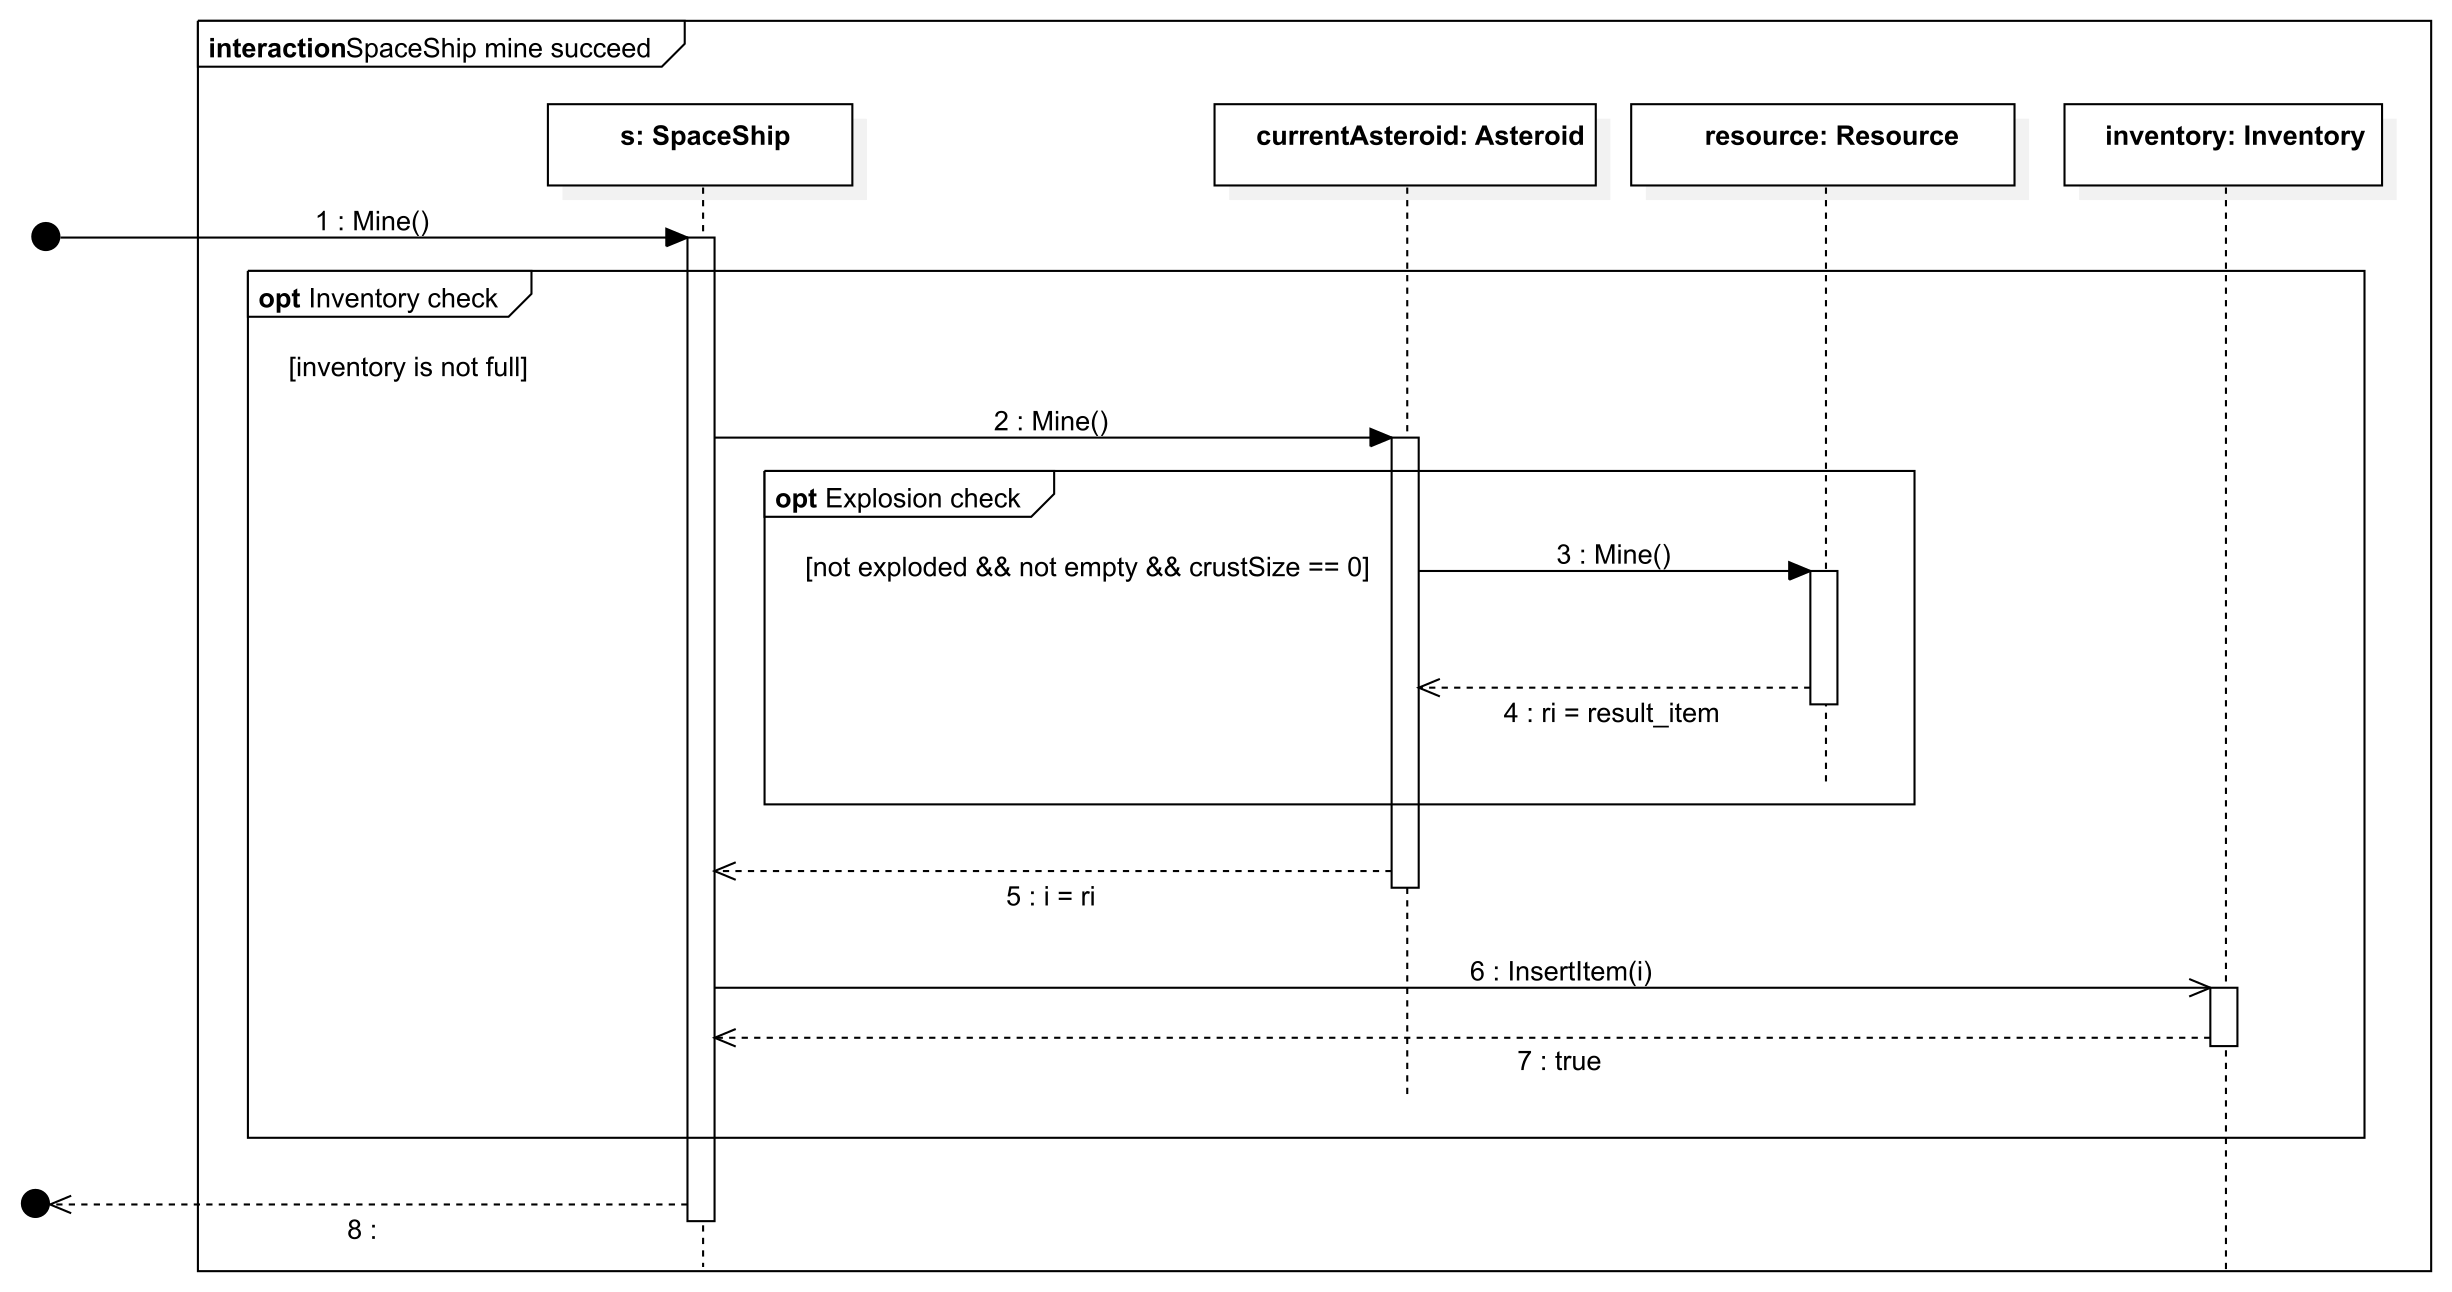 interactionSpaceShip mine succeed
s: SpaceShip
currentAsteroid: Asteroid
resource: Resource
inventory: Inventory
1 : Mine()
opt Inventory check
[inventory is not full]
2 : Mine()
opt Explosion check
3 : Mine()
[not exploded && not empty && crustSize == 0]
4 : ri = result_item
5 : i = ri
6 : InsertItem(i)
7 : true
8 :